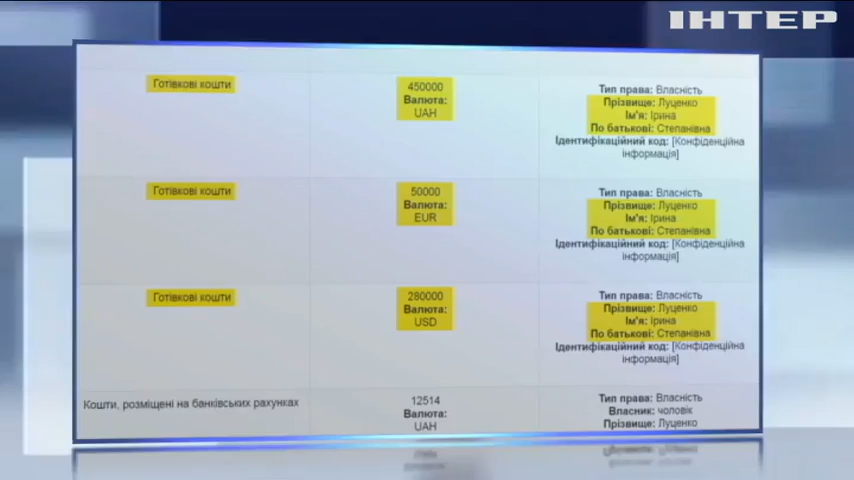 ІНТЕР
Готівкові кошти
450000
Валюта:
UAH
Тип права: Власність
Прізвище: Луценко
Ім'я: Ірина
По батькові: Степанівна
Ідентифікаційний код: [Конфіденційна
інформація]
Готівкові кошти
50000
Валюта:
EUR
Тип права: Власність
Прізвище: Луценко
Ім'я: Ірина
По батькові: Степанівна
Ідентифікаційний код: [Конфіденційна
інформація]
Готівкові кошти
280000
Валюта:
USD
Тип права: Власність
Прізвище: Луценко
Ім'я: Ірина
По батькові: Степанівна
Ідентифікаційний код: [Конфіденційна
інформація]
Кошти, розміщені на банківських рахунках
12514
Валюта:
UAH
Тип права: Власність
Власник: чоловік
Прізвище: Луценко